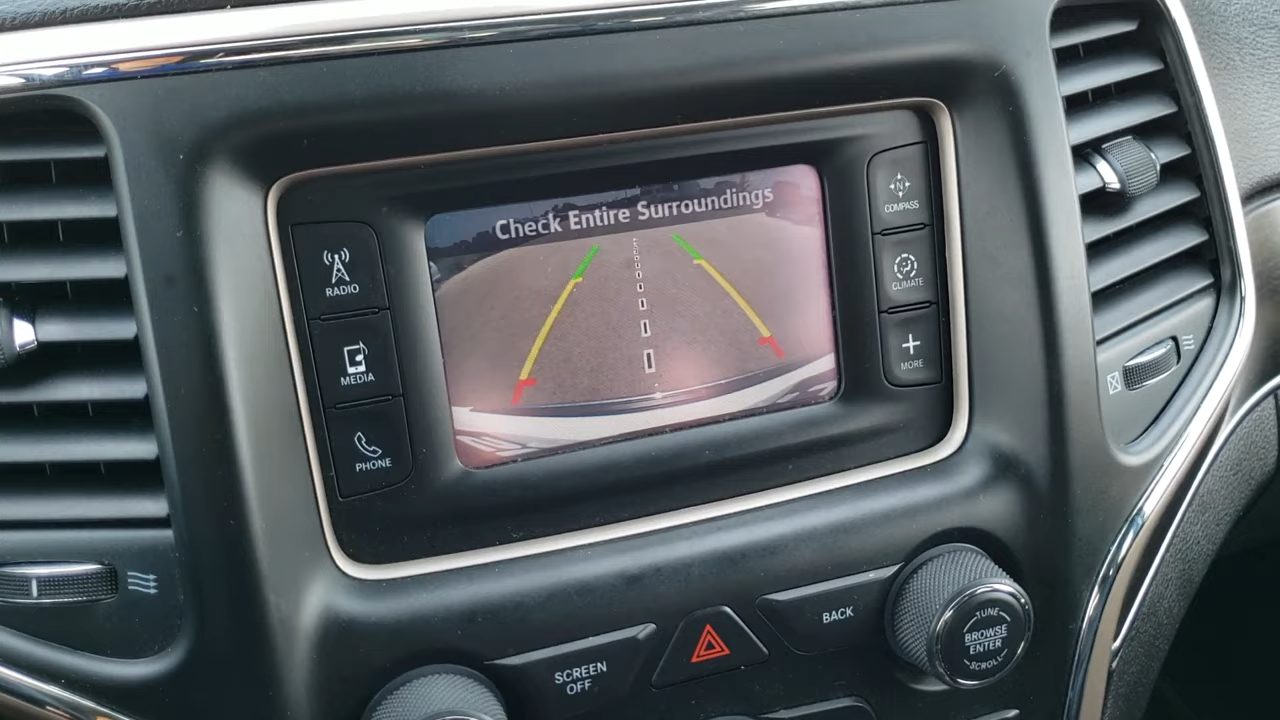 Check Entire Surroundings
RADIO
MEDIA
PHONE
N
COMPASS
CLIMATE
MORE
SCREEN
OFF
BACK
TUNE
BROWSE
ENTER
SCROLL